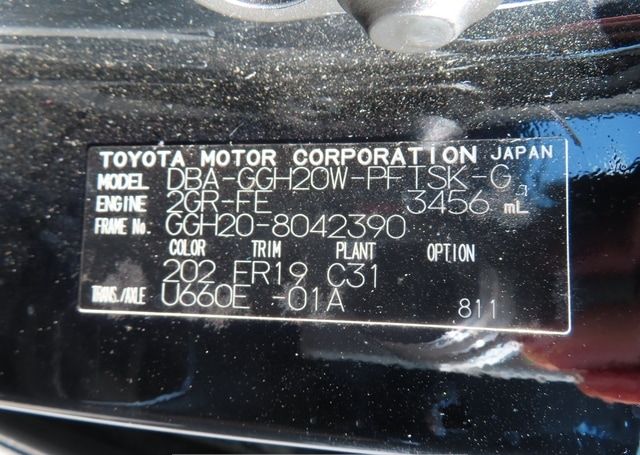 TOYOTA MOTOR CORPORATION JAPAN
MODEL DBA-GGH20W-PFTSK-G
ENGINE 2GR-FE 3456 mL
FRAME No. GGH20-8042390
COLOR TRIM PLANT OPTION
202 FR19 C31
TRANS./AXLE U660E -01A 811